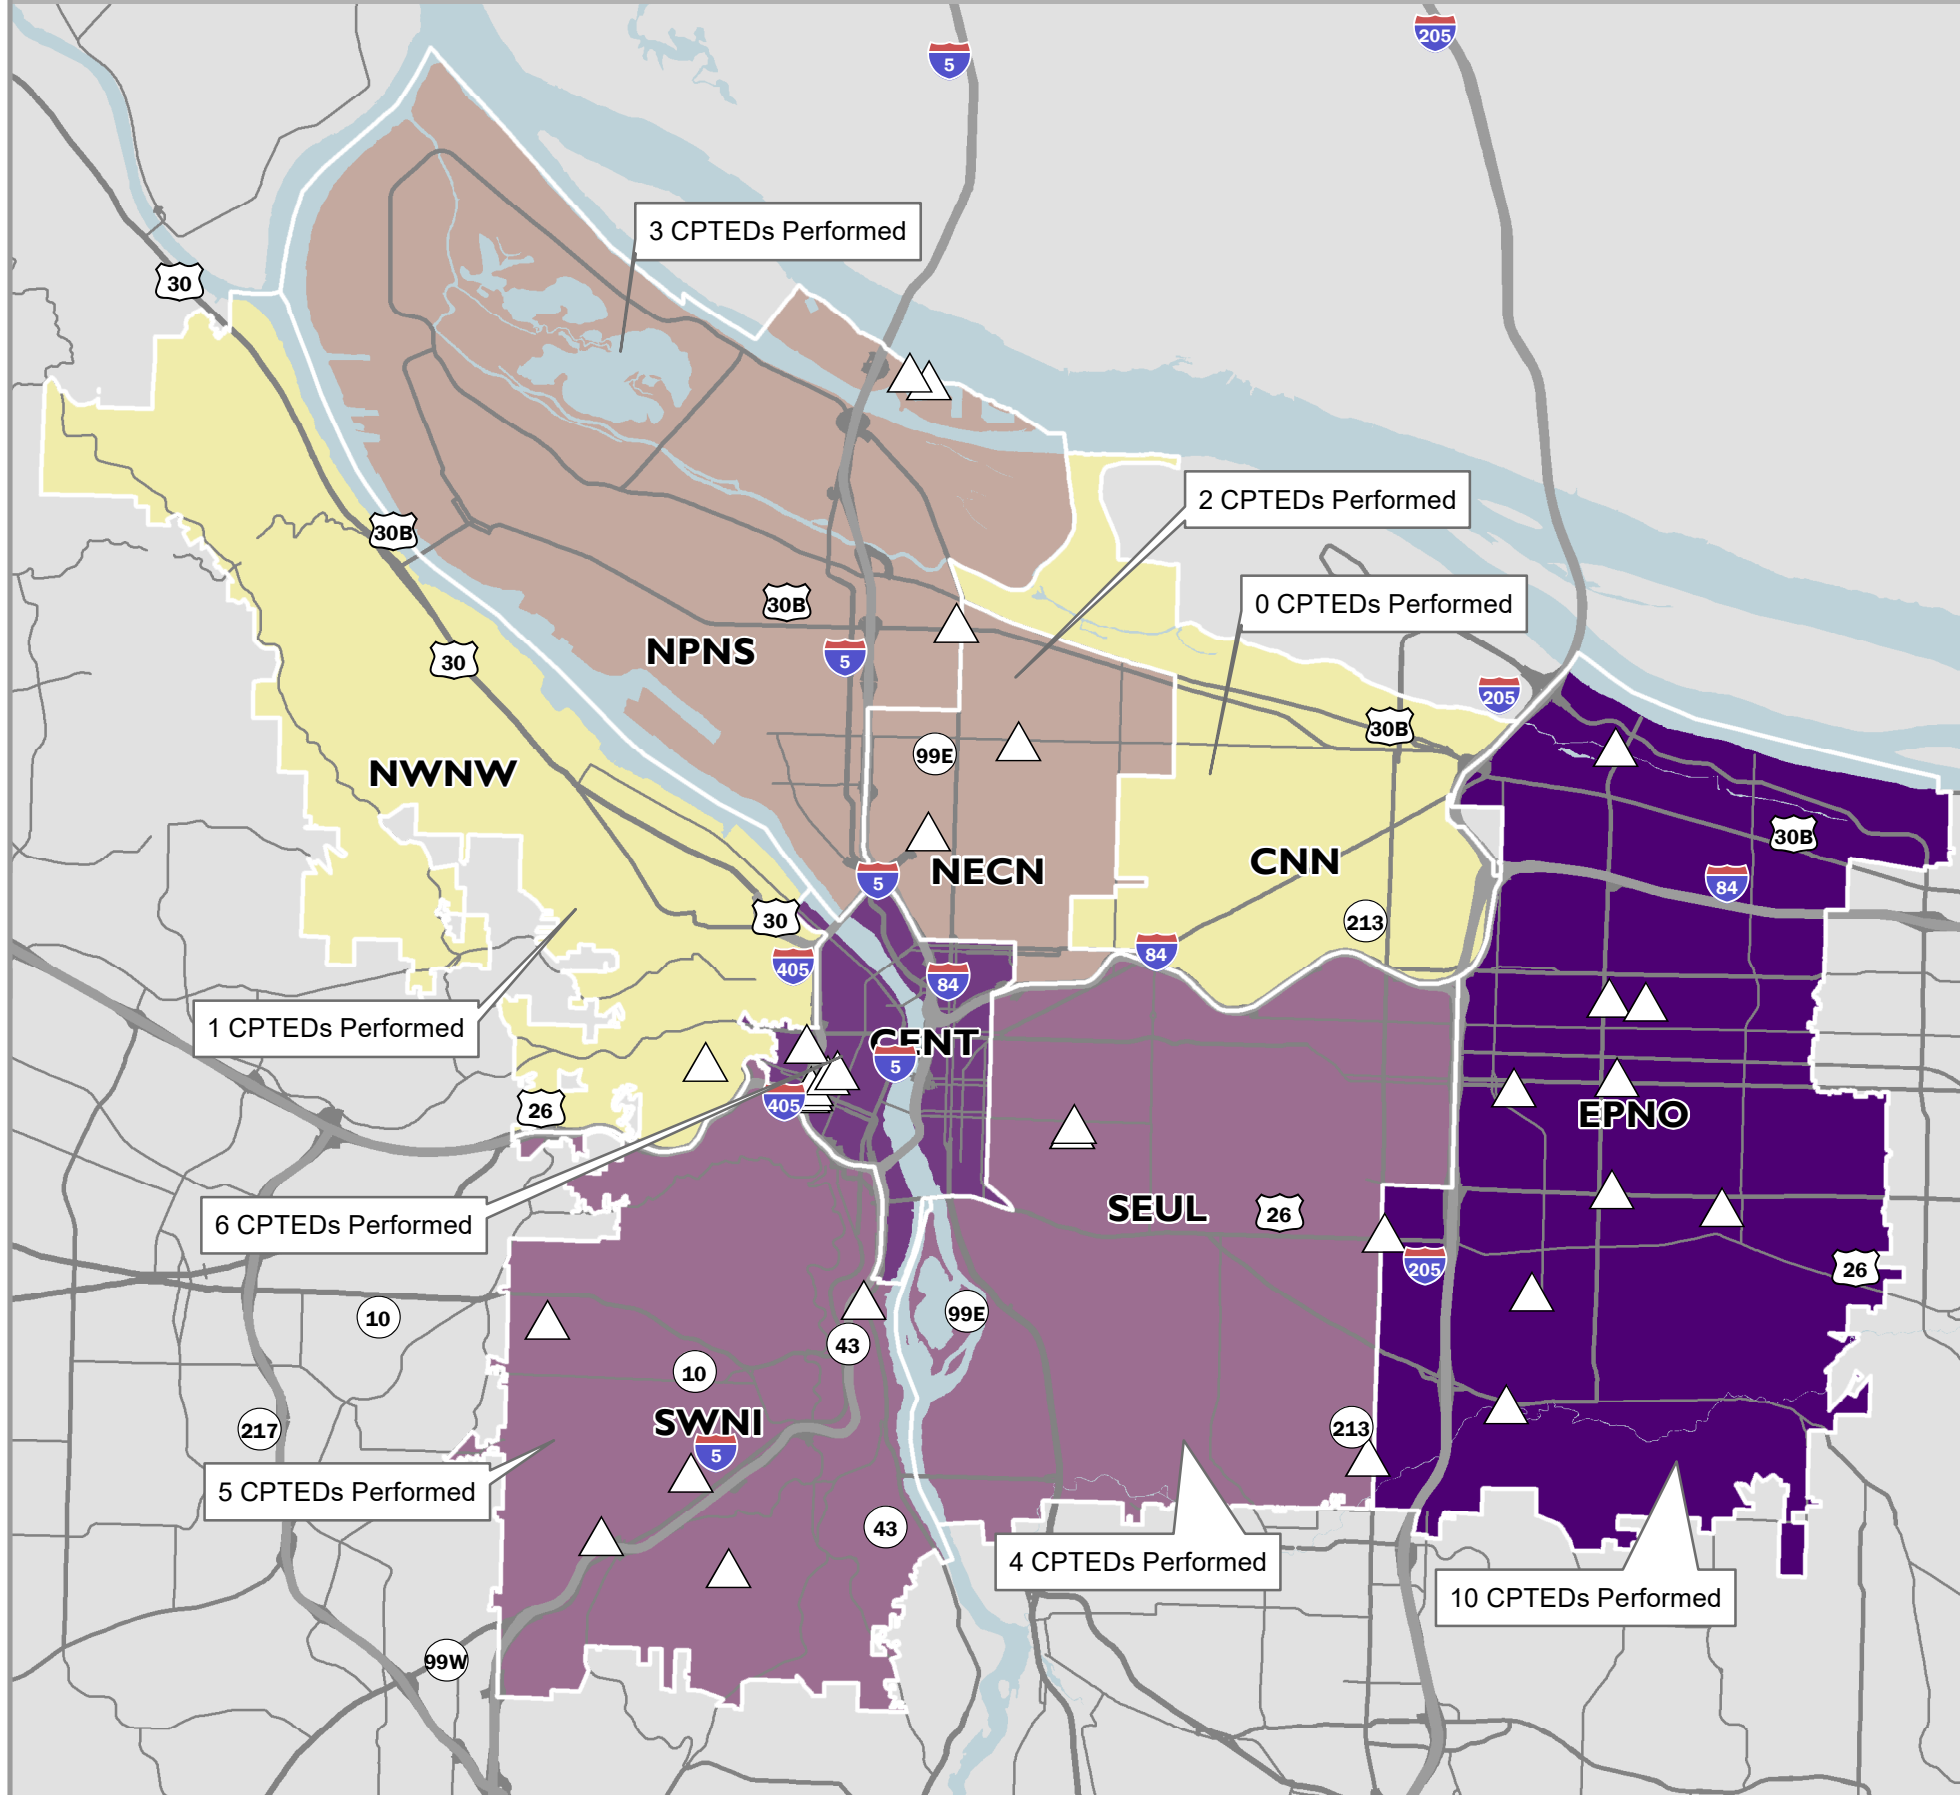 5
205
3 CPTEDs Performed
30
2 CPTEDs Performed
30B
0 CPTEDs Performed
30B
NPNS
5
30
205
30B
99E
NWNW
30B
NECN
CNN
5
84
30
213
405
84
84
1 CPTEDs Performed
CENT
5
405
26
EPNO
SEUL
26
6 CPTEDs Performed
205
26
10
99E
43
10
SWNI
5
217
213
5 CPTEDs Performed
43
4 CPTEDs Performed
10 CPTEDs Performed
99W